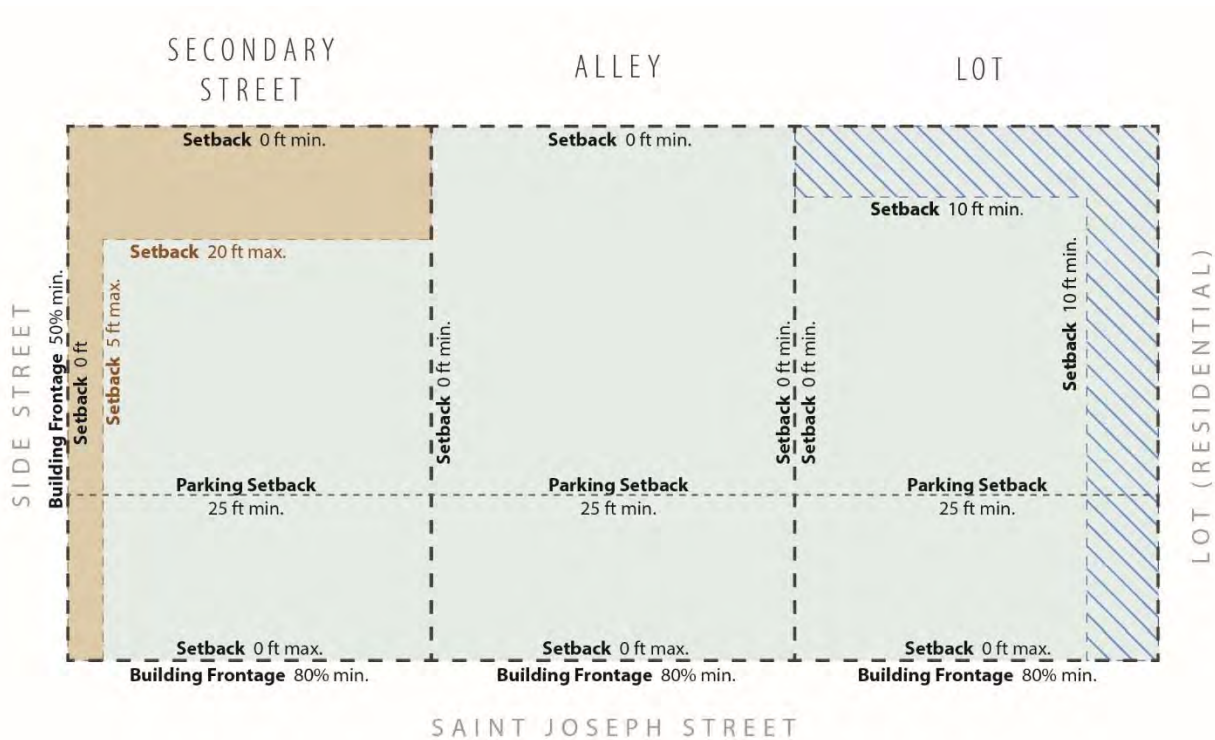 SECONDARY
STREET
ALLEY
LOT
Setback 0 ft min.
Setback 0 ft min.
Setback 10 ft min.
Setback 20 ft max.
SIDE STREET
Building Frontage 50% min.
Setback 0 ft
Setback 5 ft max.
Setback 0 ft min.
Setback 0 ft min.
Setback 0 ft min.
Setback 10 ft min.
LOT (RESIDENTIAL)
Parking Setback
25 ft min.
Parking Setback
25 ft min.
Parking Setback
25 ft min.
Setback 0 ft max.
Building Frontage 80% min.
Setback 0 ft max.
Building Frontage 80% min.
Setback 0 ft max.
Building Frontage 80% min.
SAINT JOSEPH STREET